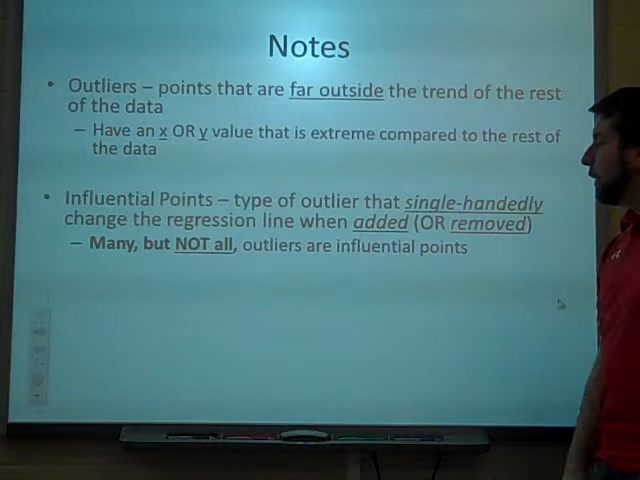 Notes
• Outliers – points that are far outside the trend of the rest
of the data
– Have an x OR y value that is extreme compared to the rest of
the data
• Influential Points – type of outlier that single-handedly
change the regression line when added (OR removed)
– Many, but NOT all, outliers are influential points